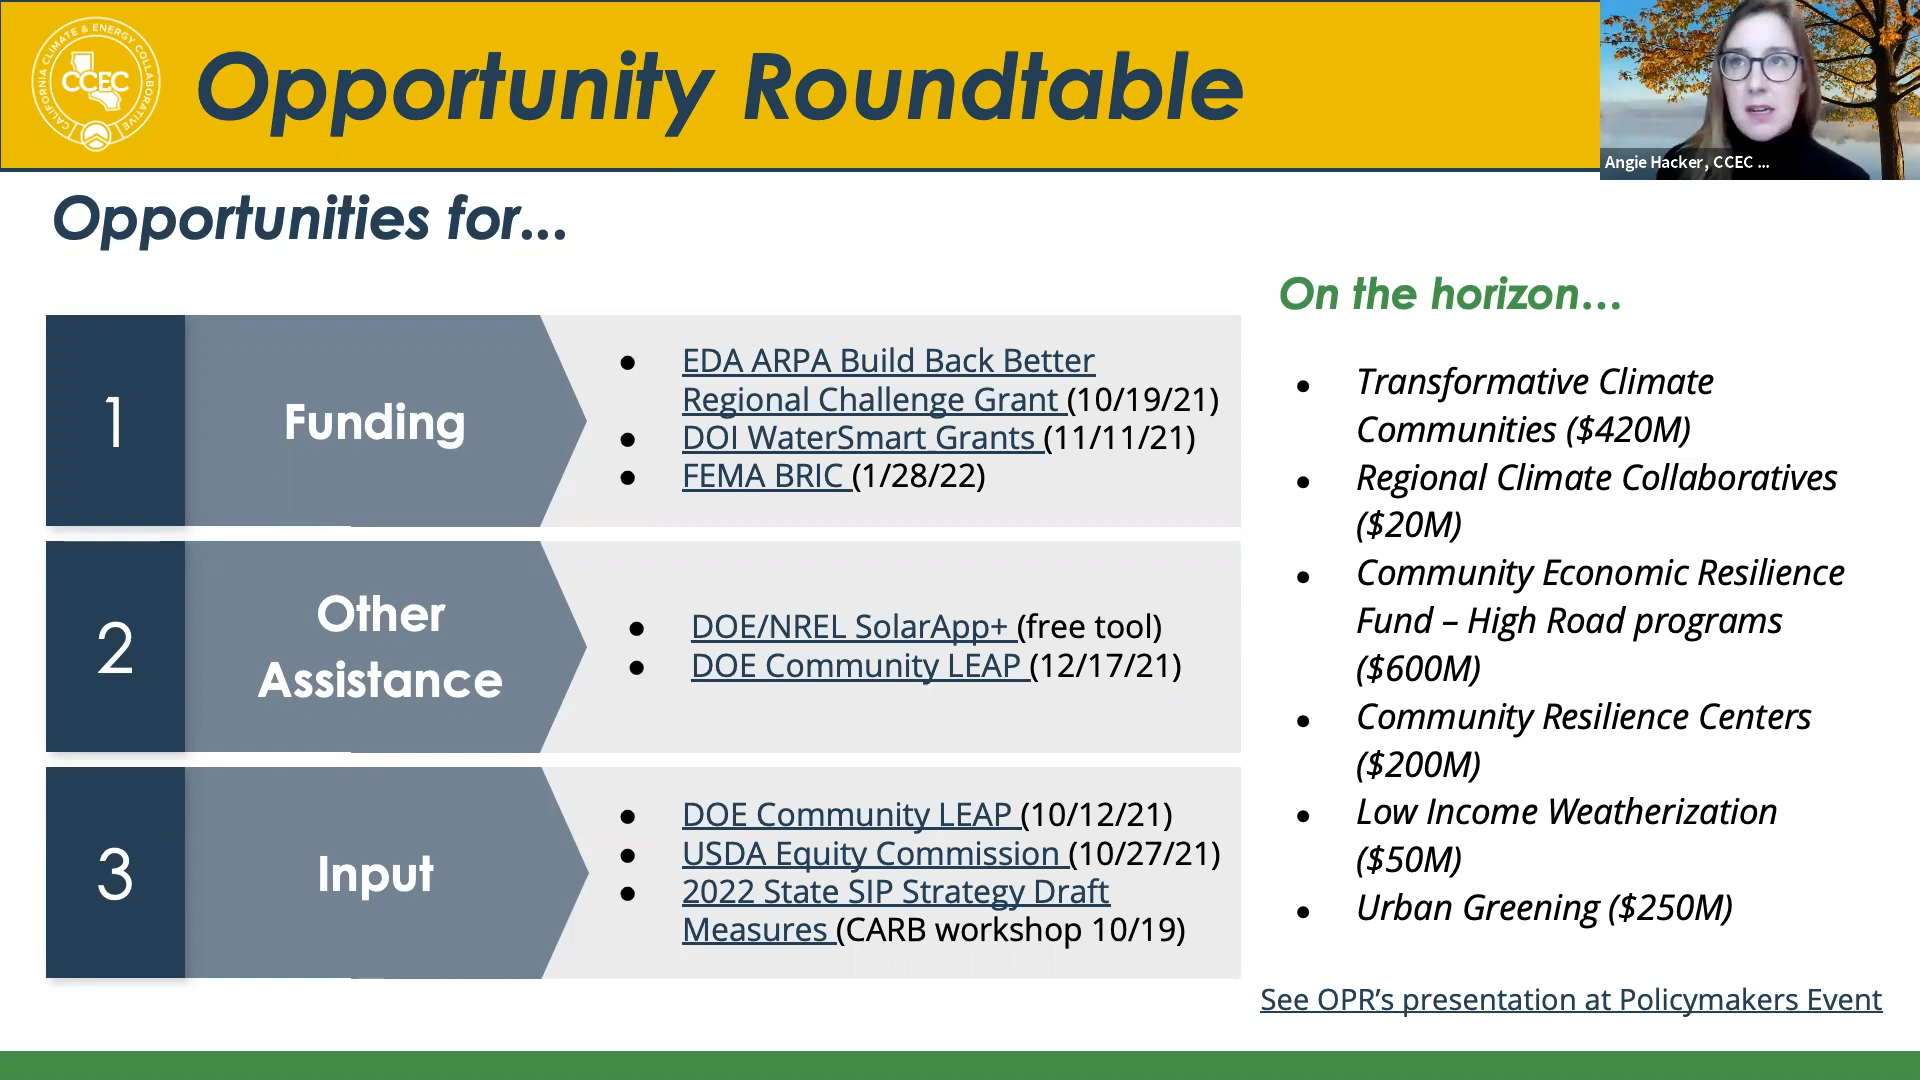 CALIFORNIA CLIMATE & ENERGY COLLABORATIVE
CCEC
Opportunity Roundtable
Angie Hacker, CCEC ...
Opportunities for...
1
Funding
● EDA ARPA Build Back Better
Regional Challenge Grant (10/19/21)
● DOI WaterSmart Grants (11/11/21)
● FEMA BRIC (1/28/22)
2
Other
Assistance
● DOE/NREL SolarApp+ (free tool)
● DOE Community LEAP (12/17/21)
3
Input
● DOE Community LEAP (10/12/21)
● USDA Equity Commission (10/27/21)
● 2022 State SIP Strategy Draft
Measures (CARB workshop 10/19)
On the horizon...
● Transformative Climate
Communities ($420M)
● Regional Climate Collaboratives
($20M)
● Community Economic Resilience
Fund – High Road programs
($600M)
● Community Resilience Centers
($200M)
● Low Income Weatherization
($50M)
● Urban Greening ($250M)
See OPR’s presentation at Policymakers Event